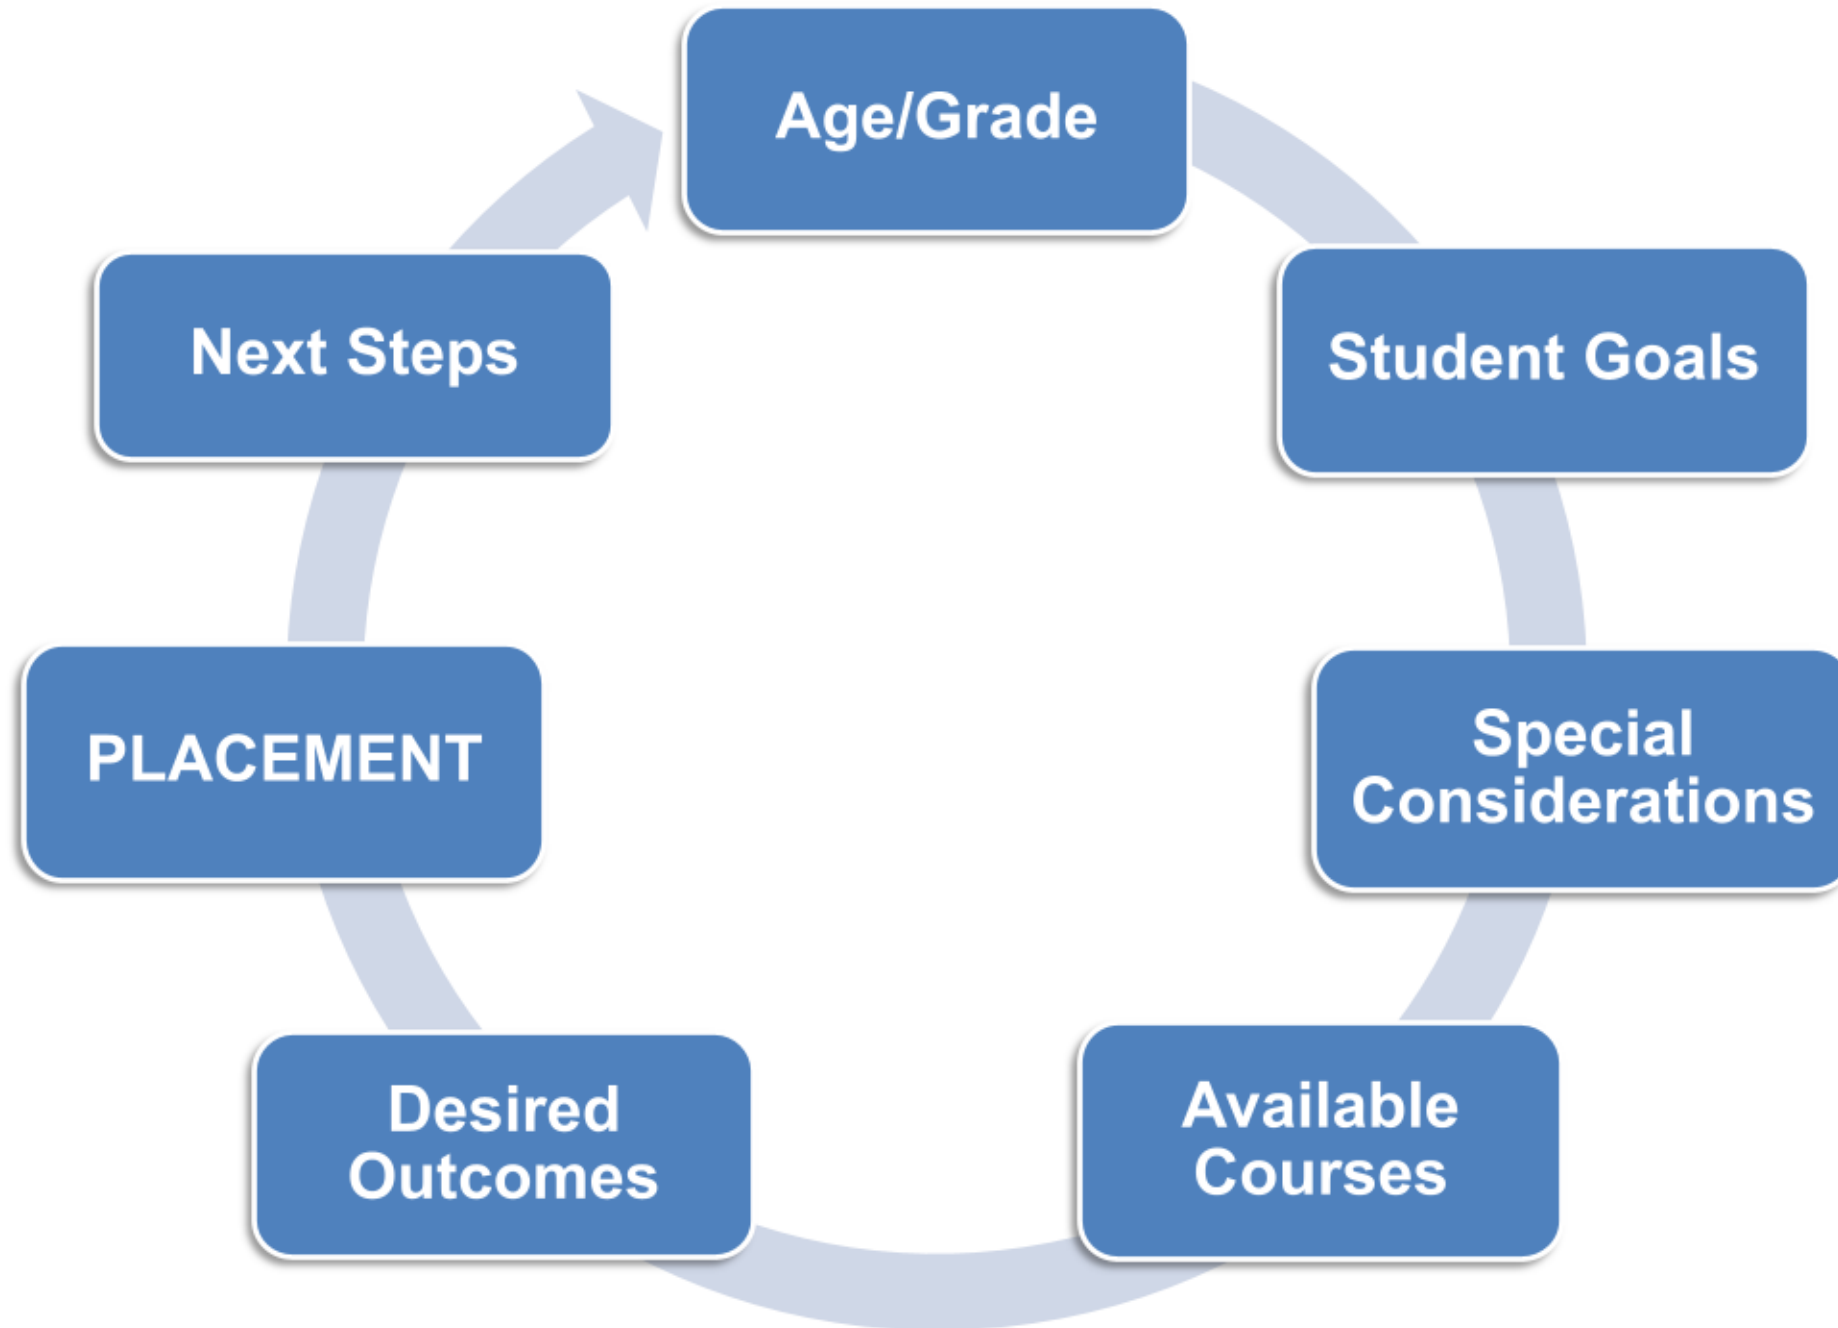 Age/Grade
Student Goals
Special
Considerations
Available
Courses
Desired
Outcomes
PLACEMENT
Next Steps